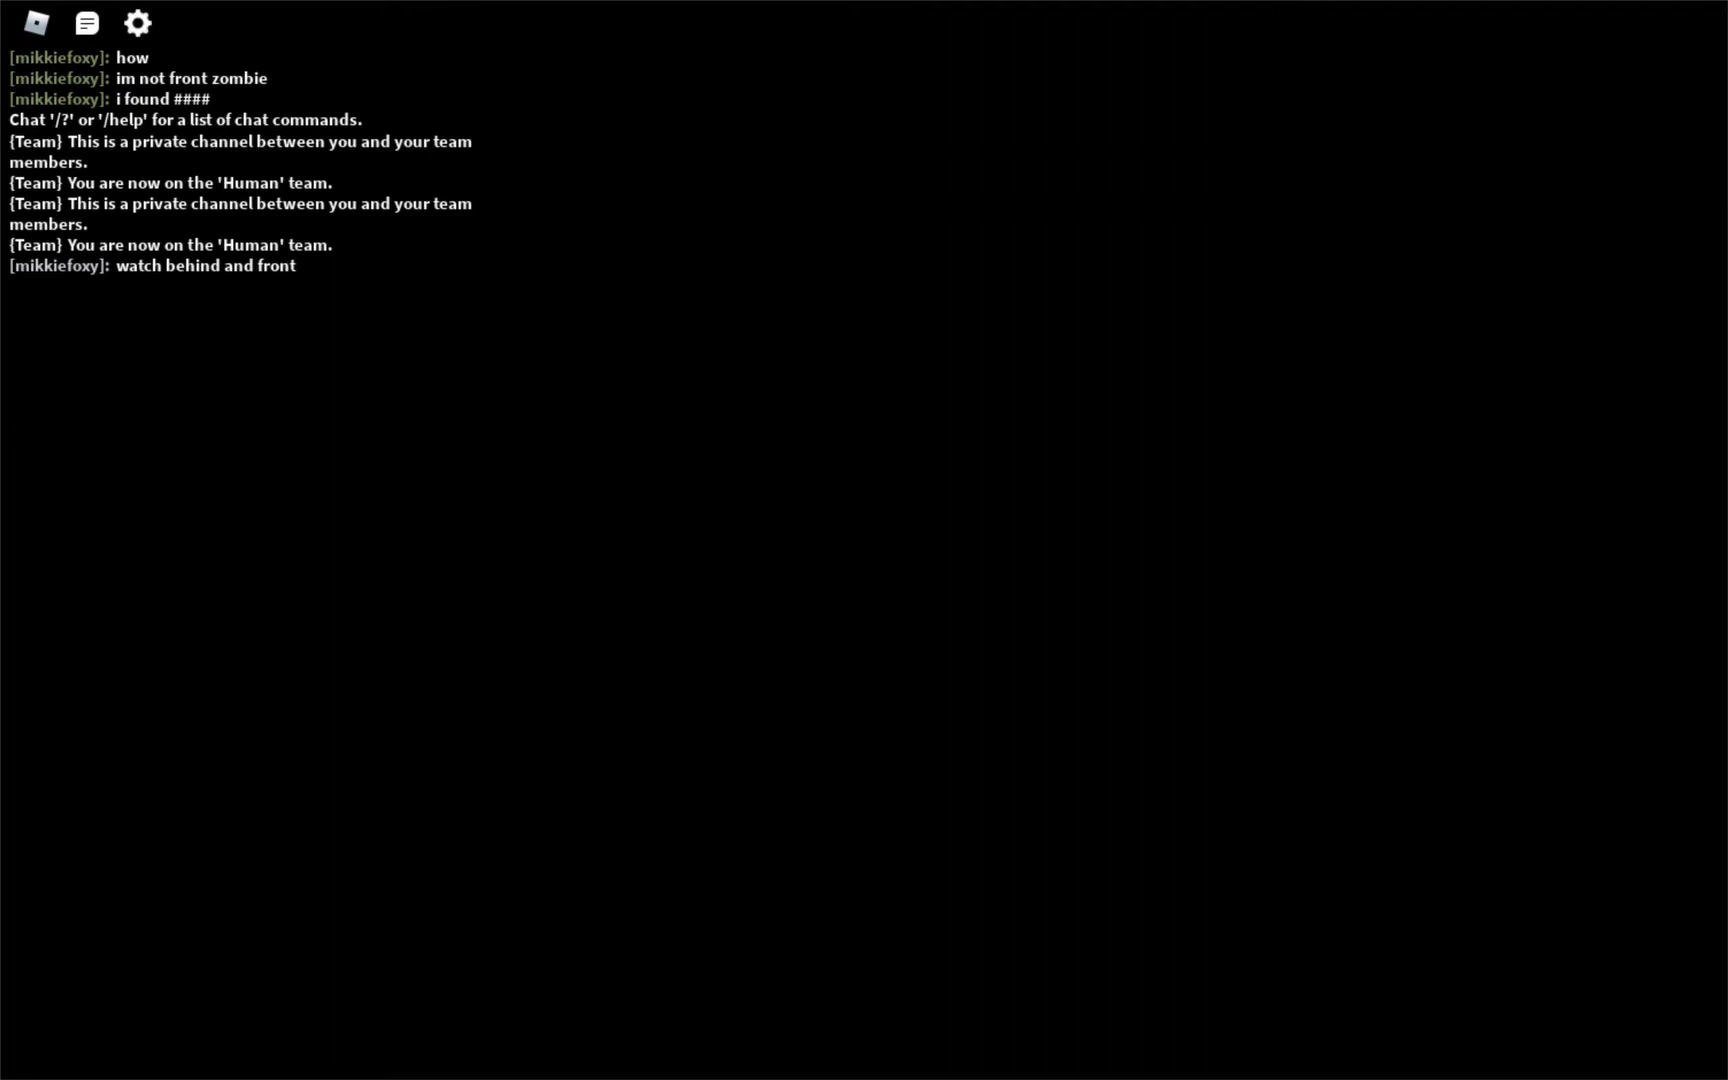 [mikkiefoxy]: how
[mikkiefoxy]: im not front zombie
[mikkiefoxy]: i found ####
Chat '/?' or '/help' for a list of chat commands.
{Team} This is a private channel between you and your team
members.
{Team} You are now on the 'Human' team.
{Team} This is a private channel between you and your team
members.
{Team} You are now on the 'Human' team.
[mikkiefoxy]: watch behind and front